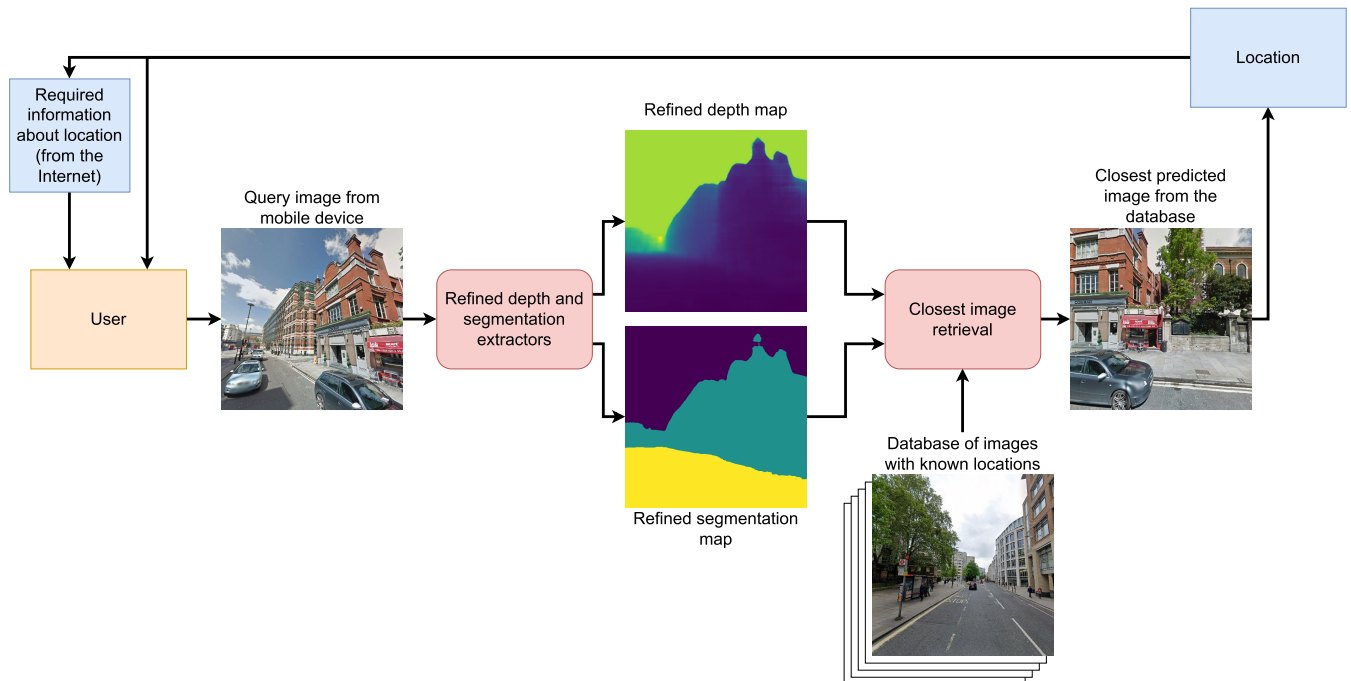 Location
Required
information
about location
(from the
Internet)
Refined depth map
Query image from
mobile device
Closest predicted
image from the
database
User
Refined depth and
segmentation
extractors
Closest image
retrieval
Database of images
with known locations
Refined segmentation
map